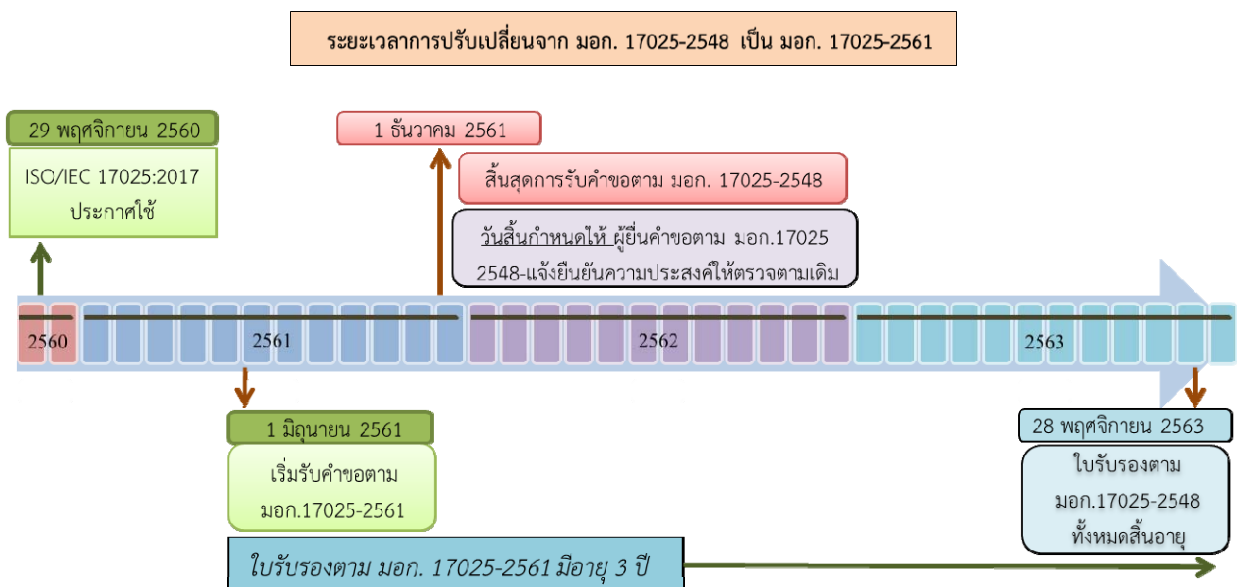 ระยะเวลาการปรับเปลี่ยนจาก มอก. 17025-2548 เป็น มอก. 17025-2561
29 พฤศจิกายน 2560
ISO/IEC 17025:2017
ประกาศใช้
1 ธันวาคม 2561
สิ้นสุดการรับคำขอตาม มอก. 17025-2548
วันสิ้นกำหนดให้ ผู้ยื่นคำขอตาม มอก.17025
2548-แจ้งยืนยันความประสงค์ให้ตรวจตามเดิม
2560
2561
2562
2563
1 มิถุนายน 2561
เริ่มรับคำขอตาม
มอก.17025-2561
28 พฤศจิกายน 2563
ใบรับรองตาม
มอก.17025-2548
ทั้งหมดสิ้นอายุ
ใบรับรองตาม มอก. 17025-2561 มีอายุ 3 ปี